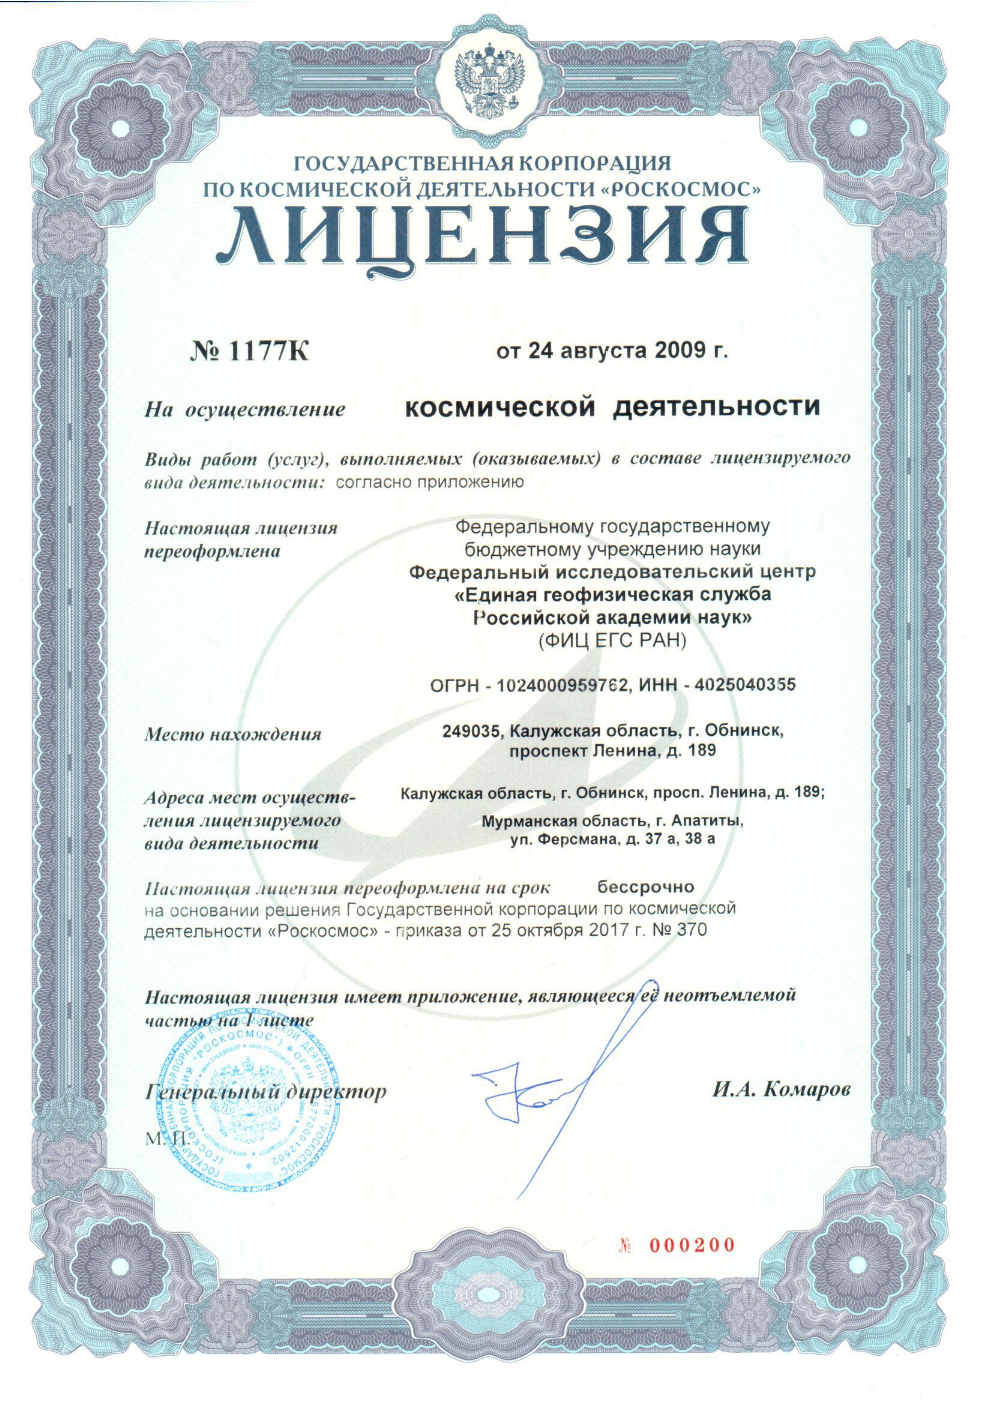 ГОСУДАРСТВЕННАЯ КОРПОРАЦИЯ
ПО КОСМИЧЕСКОЙ ДЕЯТЕЛЬНОСТИ «РОСКОСМОС»
ЛИЦЕНЗИЯ
№ 1177К от 24 августа 2009 г.
На осуществление космической деятельности
Виды работ (услуг), выполняемых (оказываемых) в составе лицензируемого
вида деятельности: согласно приложению
Настоящая лицензия
переоформлена
Федеральному государственному
бюджетному учреждению науки
Федеральный исследовательский центр
«Единая геофизическая служба
Российской академии наук»
(ФИЦ ЕГС РАН)
ОГРН - 1024000959762, ИНН - 4025040355
Место нахождения
249035, Калужская область, г. Обнинск,
проспект Ленина, д. 189
Адреса мест осуществ-
ления лицензируемого
вида деятельности
Калужская область, г. Обнинск, просп. Ленина, д. 189;
Мурманская область, г. Апатиты,
ул. Ферсмана, д. 37 а, 38 а
Настоящая лицензия переоформлена на срок бессрочно
на основании решения Государственной корпорации по космической
деятельности «Роскосмос» - приказа от 25 октября 2017 г. № 370
Настоящая лицензия имеет приложение, являющееся её неотъемлемой
частью на 1 листе
Генеральный директор И.А. Комаров
М. П.
№ 000200